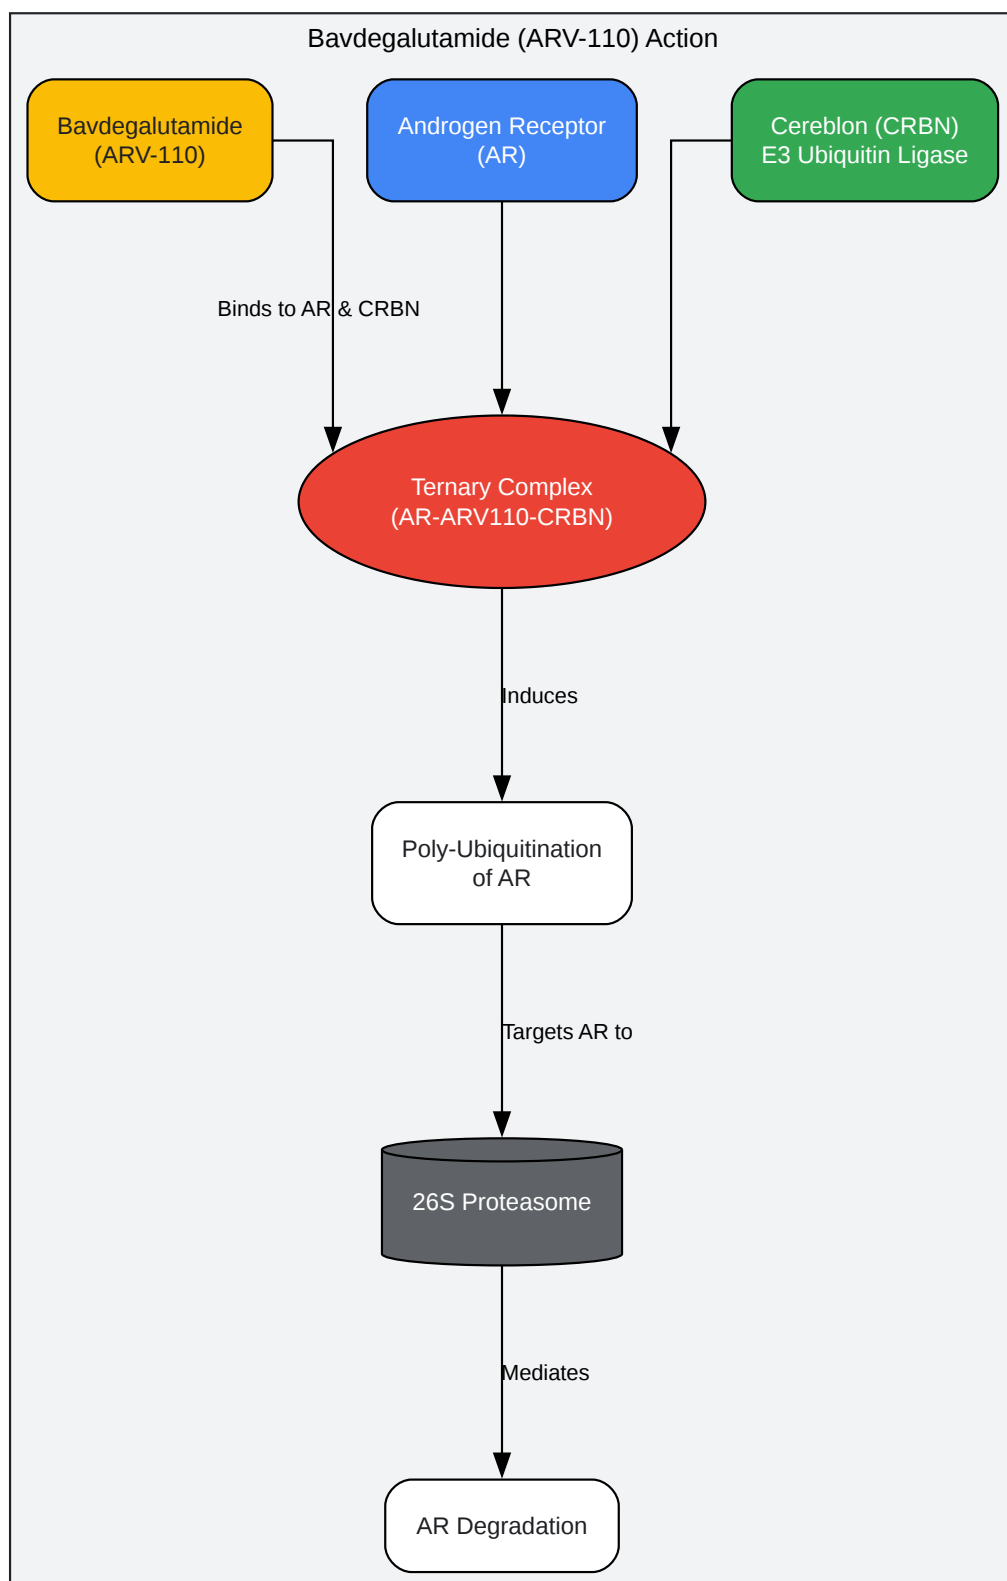 Bavdegalutamide (ARV-110) Action
Bavdegalutamide
(ARV-110)
Androgen Receptor
(AR)
Cereblon (CRBN)
E3 Ubiquitin Ligase
Binds to AR & CRBN
Ternary Complex
(AR-ARV110-CRBN)
Induces
Poly-Ubiquitination
of AR
Targets AR to
26S Proteasome
Mediates
AR Degradation